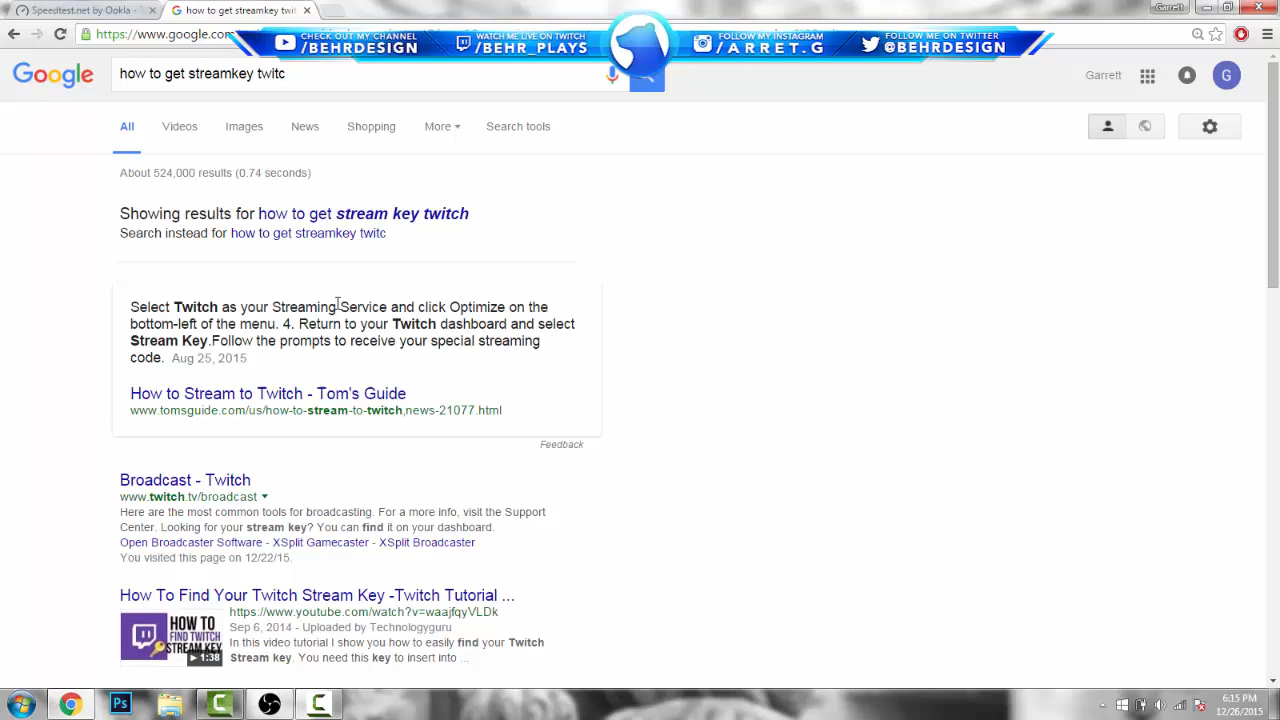 Speedtest.net by Ookla -
how to get streamkey twit
Garrett
https://www.google.com
CHECK OUT MY CHANNEL
/BEHRDESIGN
WATCH ME LIVE ON TWITCH
/BEHR_PLAYS
FOLLOW MY INSTAGRAM
/ARRET.G
FOLLOW ME ON TWITTER
@BEHRDESIGN
Google
how to get streamkey twitc
Garrett
G
All
Videos
Images
News
Shopping
More
Search tools
About 524,000 results (0.74 seconds)
Showing results for how to get stream key twitch
Search instead for how to get streamkey twitc
Select Twitch as your Streaming Service and click Optimize on the
bottom-left of the menu. 4. Return to your Twitch dashboard and select
Stream Key.Follow the prompts to receive your special streaming
code. Aug 25, 2015
How to Stream to Twitch - Tom's Guide
www.tomsguide.com/us/how-to-stream-to-twitch,news-21077.html
Feedback
Broadcast - Twitch
www.twitch.tv/broadcast
Here are the most common tools for broadcasting. For a more info, visit the Support
Center. Looking for your stream key? You can find it on your dashboard.
Open Broadcaster Software - XSplit Gamecaster - XSplit Broadcaster
You visited this page on 12/22/15.
How To Find Your Twitch Stream Key -Twitch Tutorial ...
https://www.youtube.com/watch?v=waajfqyVLDk
Sep 6, 2014 - Uploaded by Technologyguru
In this video tutorial I show you how to easily find your Twitch
Stream key. You need this key to insert into ...
HOW TO
FIND TWITCH
STREAM KEY
1:38
Ps
6:15 PM
12/26/2015